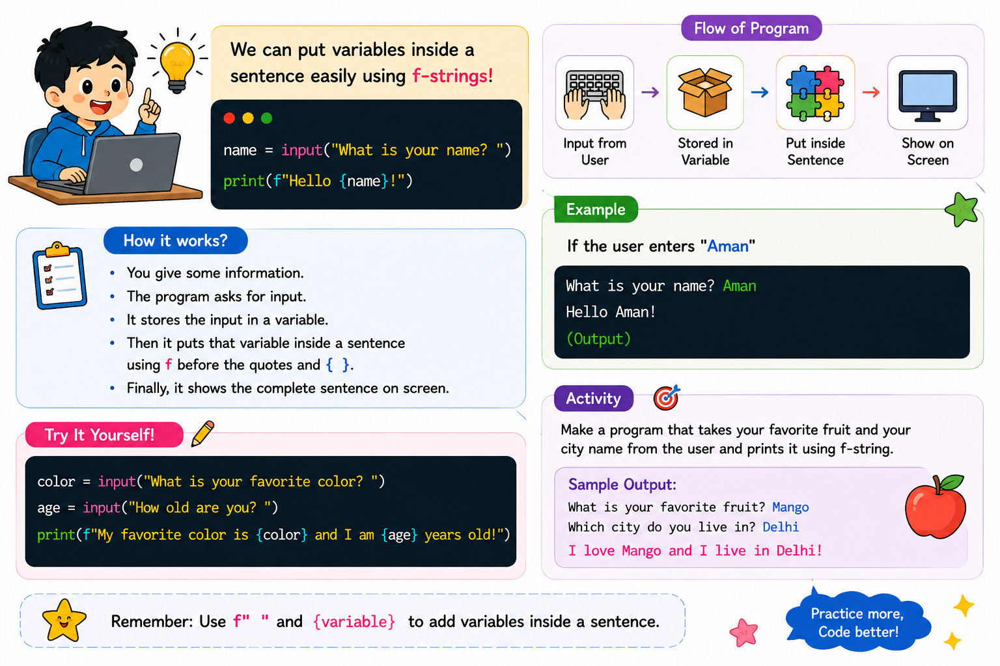 We can put variables inside a
sentence easily using f-strings!
name = input("What is your name? ")
print(f"Hello {name}!")
How it works?
• You give some information.
• The program asks for input.
• It stores the input in a variable.
• Then it puts that variable inside a sentence
using f before the quotes and { }.
• Finally, it shows the complete sentence on screen.
Try It Yourself!
color = input("What is your favorite color? ")
age = input("How old are you? ")
print(f"My favorite color is {color} and I am {age} years old!")
Flow of Program
Input from
User
Stored in
Variable
Put inside
Sentence
Show on
Screen
Example
If the user enters "Aman"
What is your name? Aman
Hello Aman!
(Output)
Activity
Make a program that takes your favorite fruit and your
city name from the user and prints it using f-string.
Sample Output:
What is your favorite fruit? Mango
Which city do you live in? Delhi
I love Mango and I live in Delhi!
Remember: Use f" " and {variable} to add variables inside a sentence.
Practice more,
Code better!